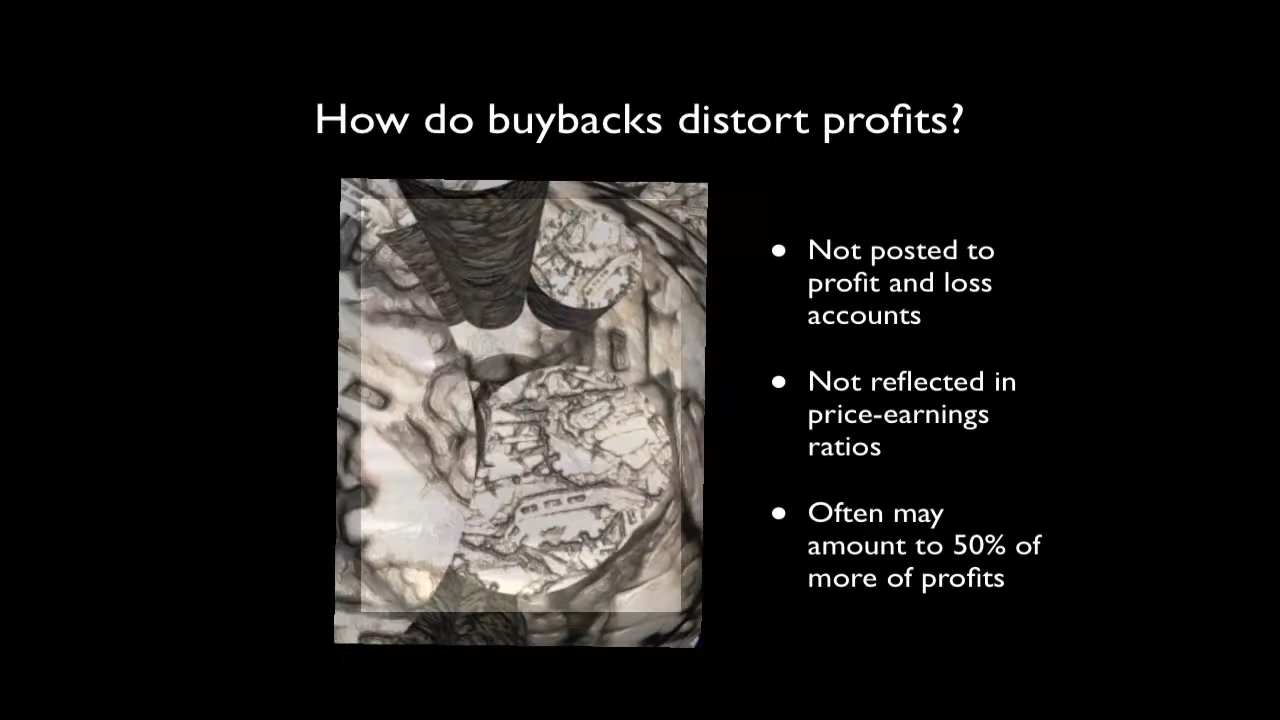 How do buybacks distort profits?
● Not posted to
profit and loss
accounts
● Not reflected in
price-earnings
ratios
● Often may
amount to 50% of
more of profits